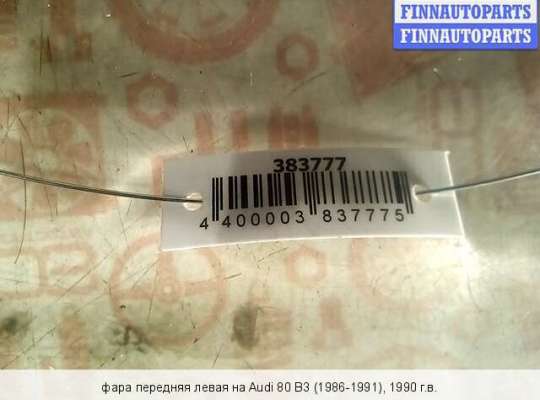 FINNAUTOPARTS
FINNAUTOPARTS
383777
4 400003 837775
фара передняя левая на Audi 80 B3 (1986-1991), 1990 г.в.